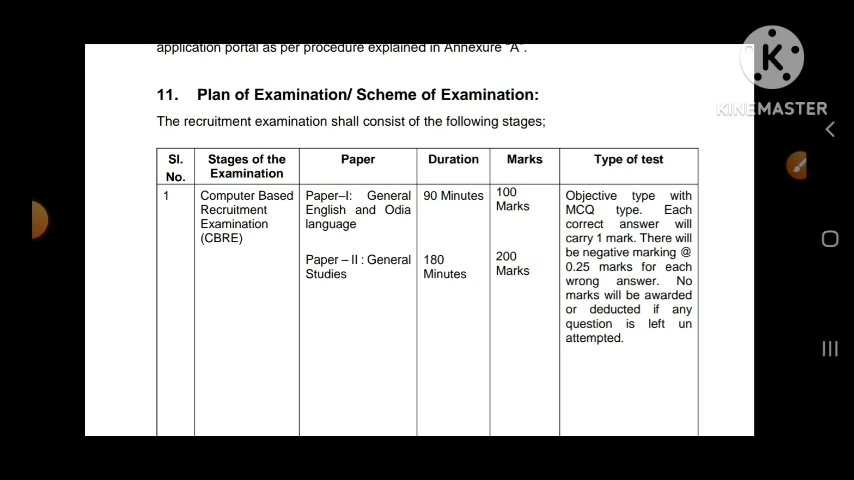 application portal as per procedure explained in Annexure "A".
KINEMASTER
11. Plan of Examination/ Scheme of Examination:
The recruitment examination shall consist of the following stages;
Sl. No.
Stages of the Examination
Paper
Duration
Marks
Type of test
1
Computer Based
Recruitment
Examination
(CBRE)
Paper–I: General
English and Odia
language
90 Minutes
100
Marks
Paper – II : General
Studies
180
Minutes
200
Marks
Objective type with
MCQ type. Each
correct answer will
carry 1 mark. There will
be negative marking @
0.25 marks for each
wrong answer. No
marks will be awarded
or deducted if any
question is left un
attempted.